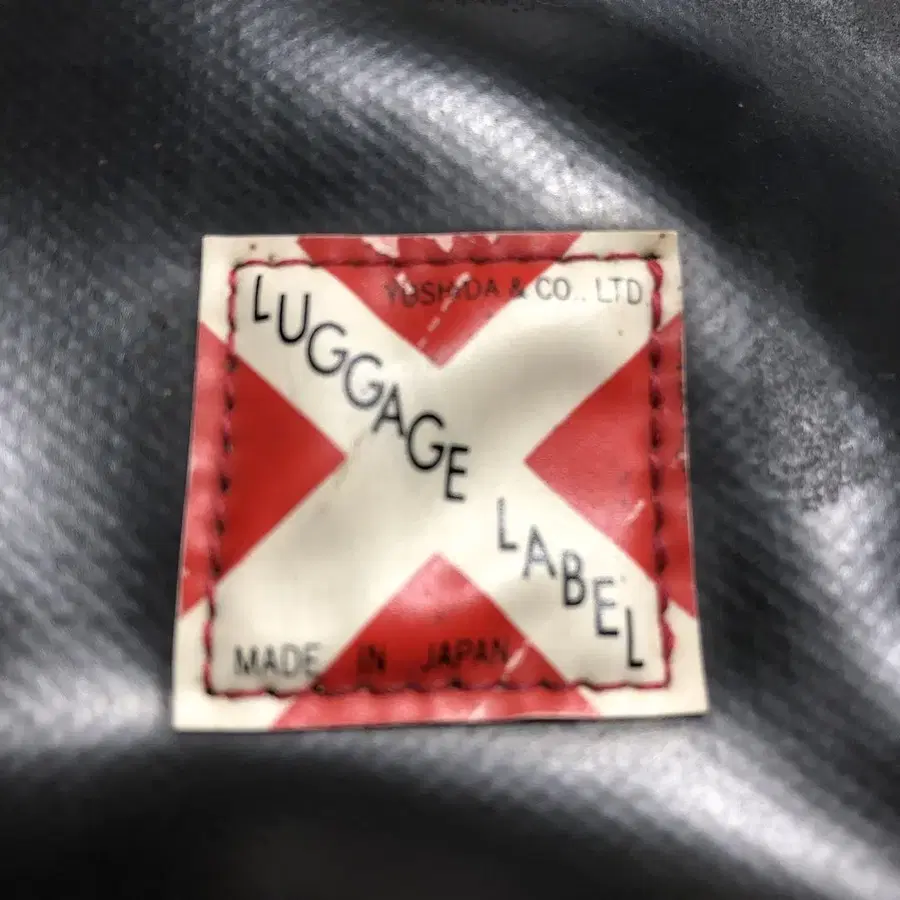 YOSHIDA & CO., LTD.
LUGGAGE LABEL
MADE IN JAPAN